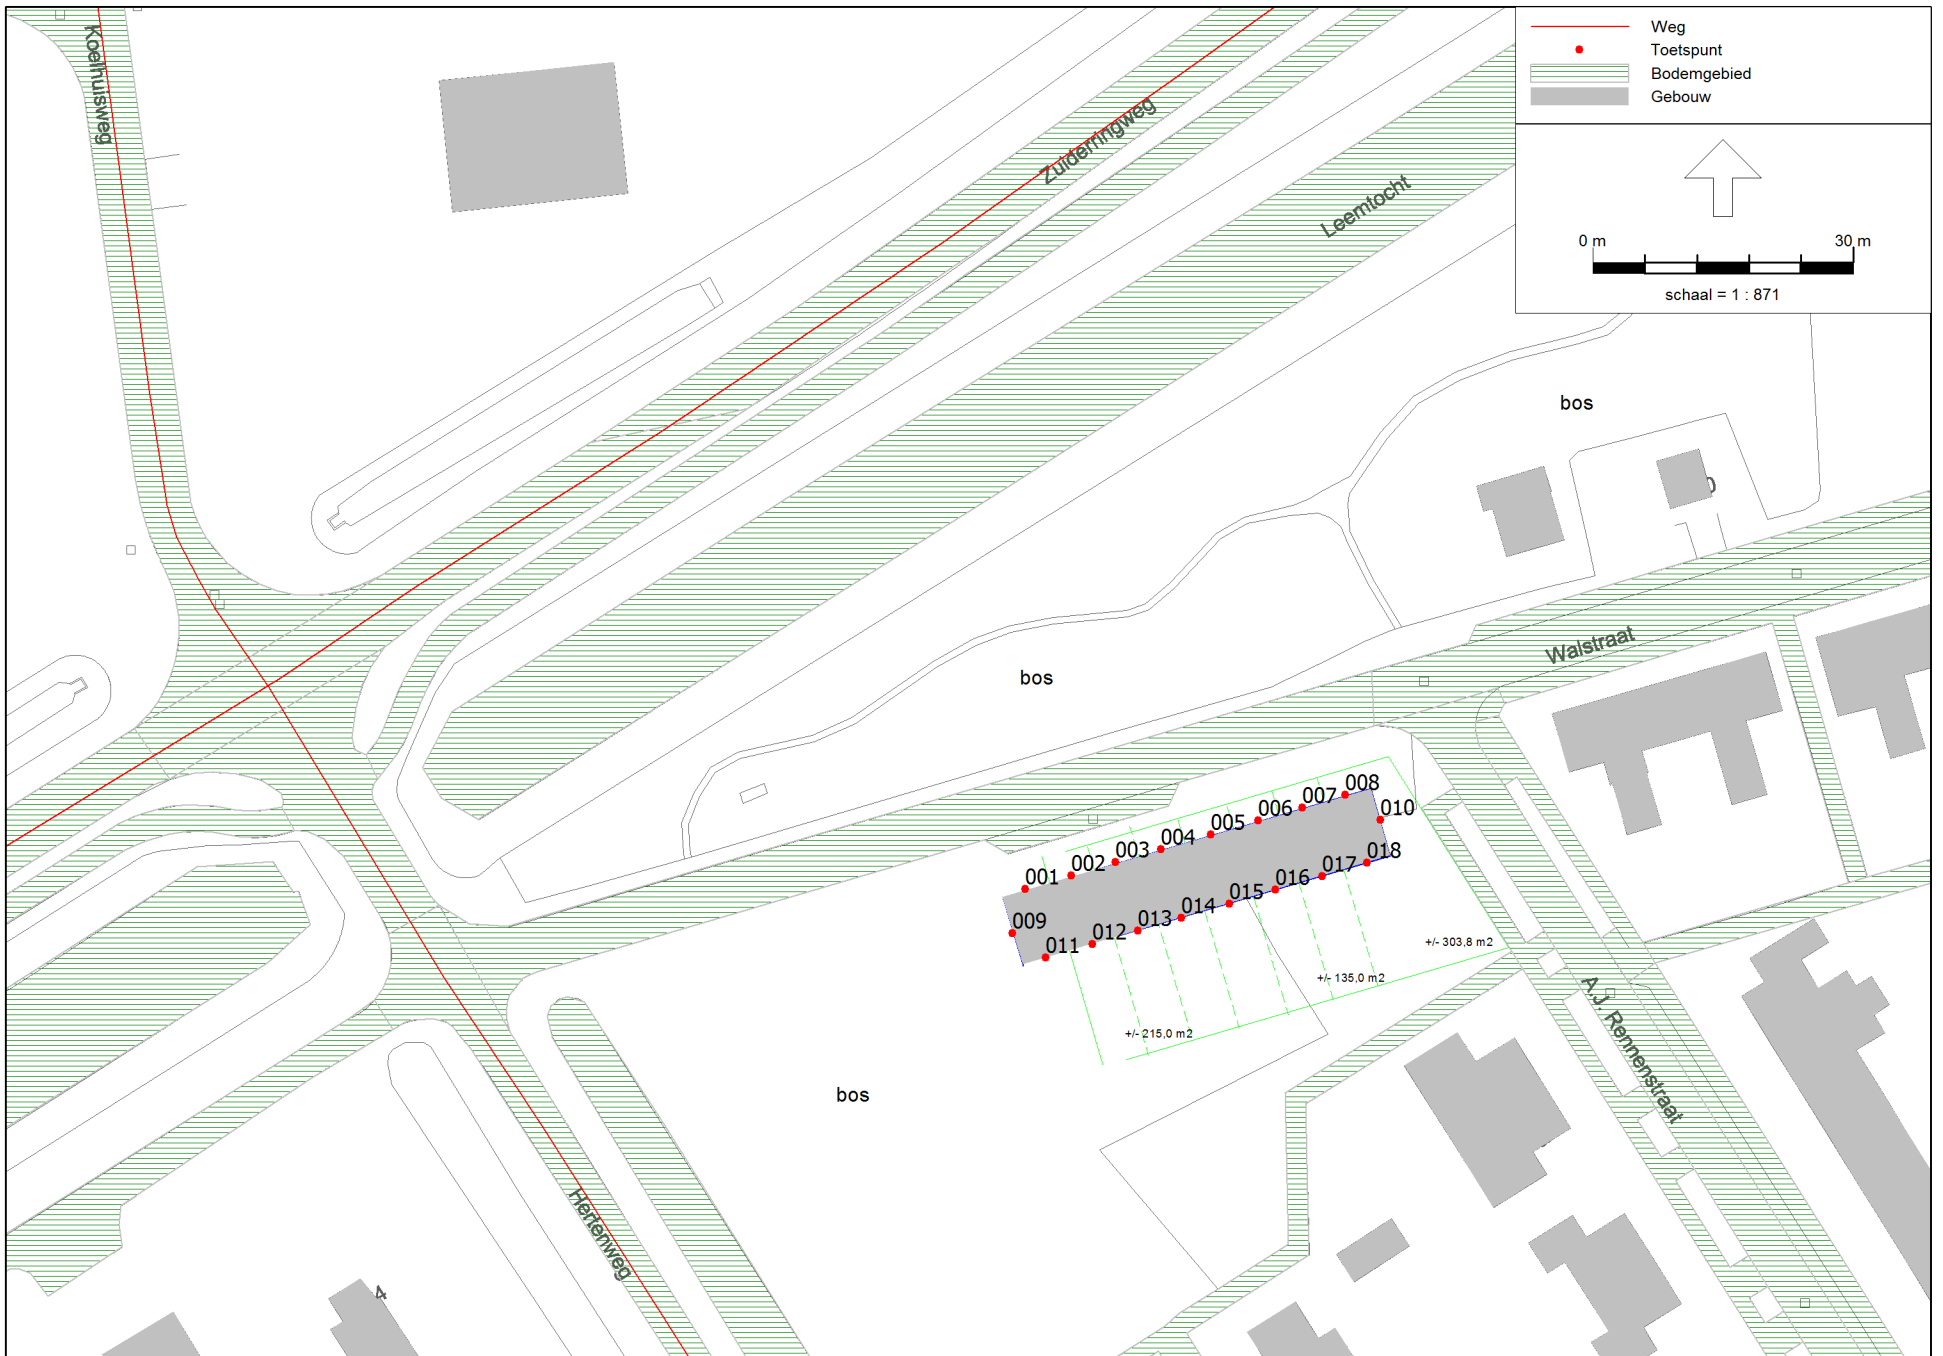 Weg
Toetspunt
Bodemgebied
Gebouw
0 m
30 m
schaal = 1 : 871
Koelhuisweg
Zuiderringweg
Leemtocht
bos
Walstraat
bos
008
007
010
006
005
004
003
002
001
018
017
016
015
014
013
012
009
011
+/- 303,8 m2
+/- 135,0 m2
+/- 215,0 m2
A.J. Rennenstraat
bos
Hertenweg
4